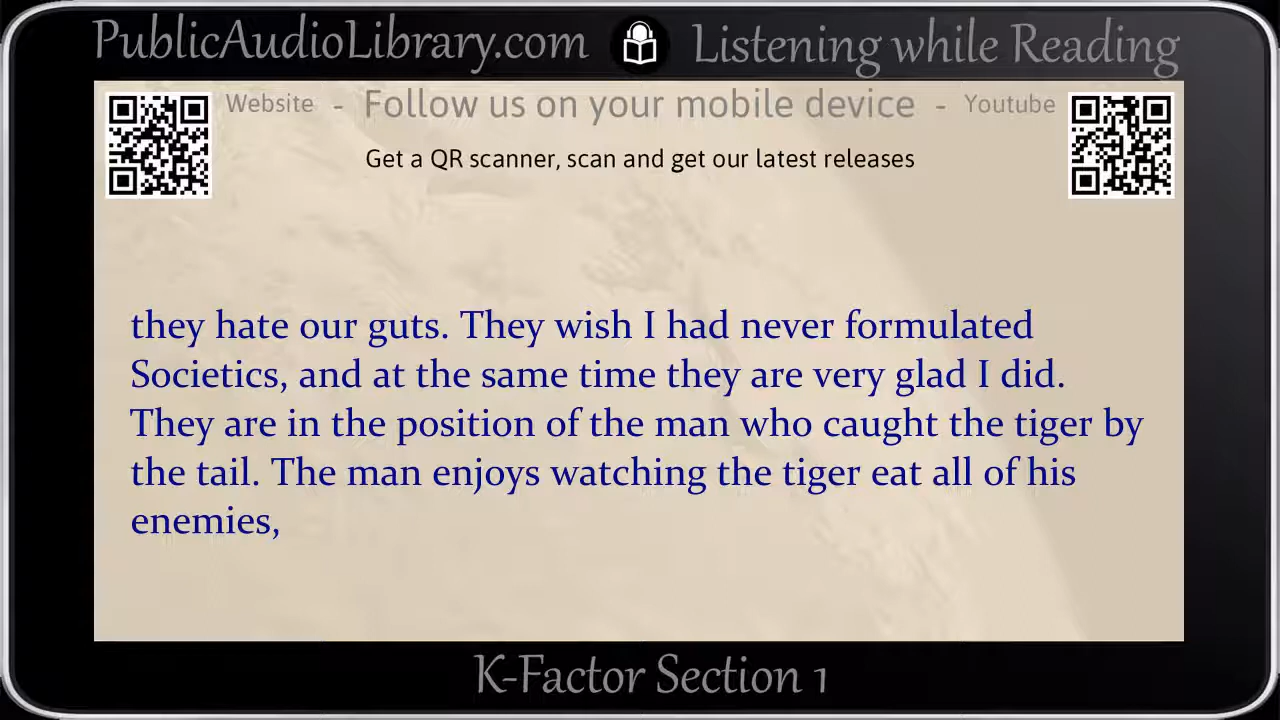 PublicAudioLibrary.com Listening while Reading
Website - Follow us on your mobile device - Youtube
Get a QR scanner, scan and get our latest releases
they hate our guts. They wish I had never formulated
Societics, and at the same time they are very glad I did.
They are in the position of the man who caught the tiger by
the tail. The man enjoys watching the tiger eat all of his
enemies,
K-Factor Section 1